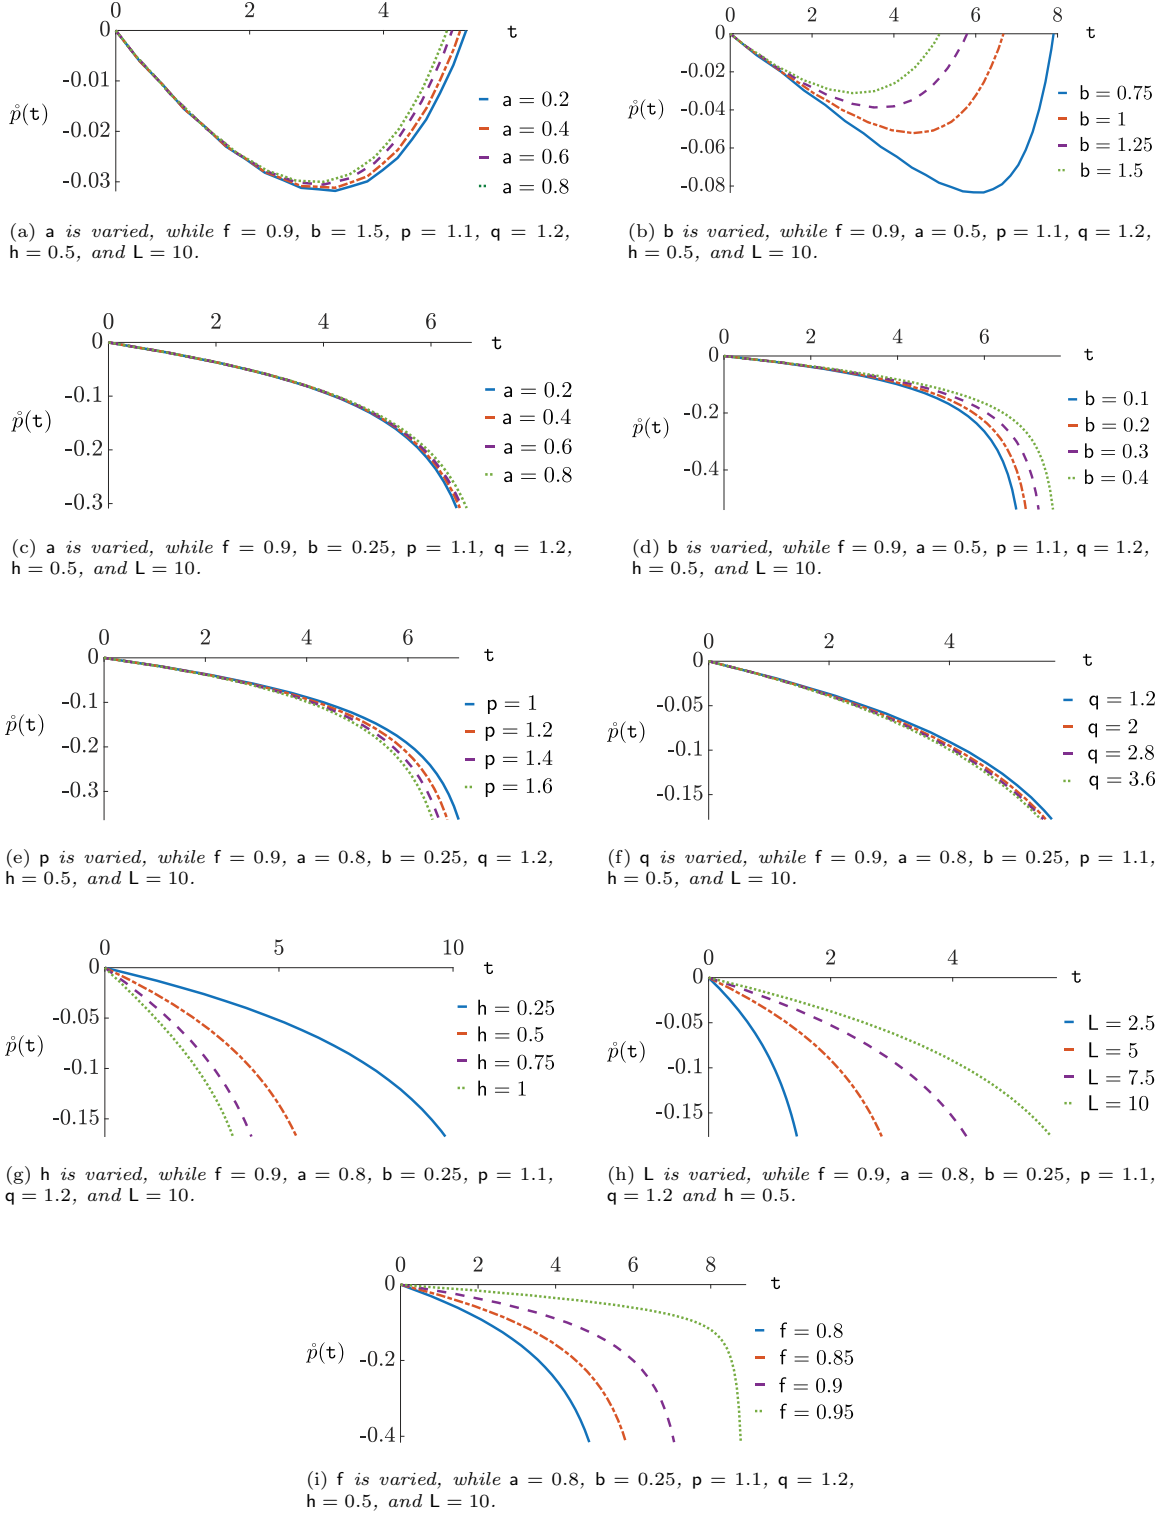 0 2 4 t
0
-0.01
-0.02
-0.03
p̊(t)
a = 0.2
a = 0.4
a = 0.6
a = 0.8
(a) a is varied, while f = 0.9, b = 1.5, p = 1.1, q = 1.2,
h = 0.5, and L = 10.
0 2 4 6 8 t
0
-0.02
-0.04
-0.06
-0.08
p̊(t)
b = 0.75
b = 1
b = 1.25
b = 1.5
(b) b is varied, while f = 0.9, a = 0.5, p = 1.1, q = 1.2,
h = 0.5, and L = 10.
0 2 4 6 t
0
-0.1
-0.2
-0.3
p̊(t)
a = 0.2
a = 0.4
a = 0.6
a = 0.8
(c) a is varied, while f = 0.9, b = 0.25, p = 1.1, q = 1.2,
h = 0.5, and L = 10.
0 2 4 6 t
0
-0.2
-0.4
p̊(t)
b = 0.1
b = 0.2
b = 0.3
b = 0.4
(d) b is varied, while f = 0.9, a = 0.5, p = 1.1, q = 1.2,
h = 0.5, and L = 10.
0 2 4 6 t
0
-0.1
-0.2
-0.3
p̊(t)
p = 1
p = 1.2
p = 1.4
p = 1.6
(e) p is varied, while f = 0.9, a = 0.8, b = 0.25, q = 1.2,
h = 0.5, and L = 10.
0 2 4 t
0
-0.05
-0.1
-0.15
p̊(t)
q = 1.2
q = 2
q = 2.8
q = 3.6
(f) q is varied, while f = 0.9, a = 0.8, b = 0.25, p = 1.1,
h = 0.5, and L = 10.
0 5 10 t
0
-0.05
-0.1
-0.15
p̊(t)
h = 0.25
h = 0.5
h = 0.75
h = 1
(g) h is varied, while f = 0.9, a = 0.8, b = 0.25, p = 1.1,
q = 1.2, and L = 10.
0 2 4 t
0
-0.05
-0.1
-0.15
p̊(t)
L = 2.5
L = 5
L = 7.5
L = 10
(h) L is varied, while f = 0.9, a = 0.8, b = 0.25, p = 1.1,
q = 1.2 and h = 0.5.
0 2 4 6 8 t
0
-0.2
-0.4
p̊(t)
f = 0.8
f = 0.85
f = 0.9
f = 0.95
(i) f is varied, while a = 0.8, b = 0.25, p = 1.1, q = 1.2,
h = 0.5, and L = 10.